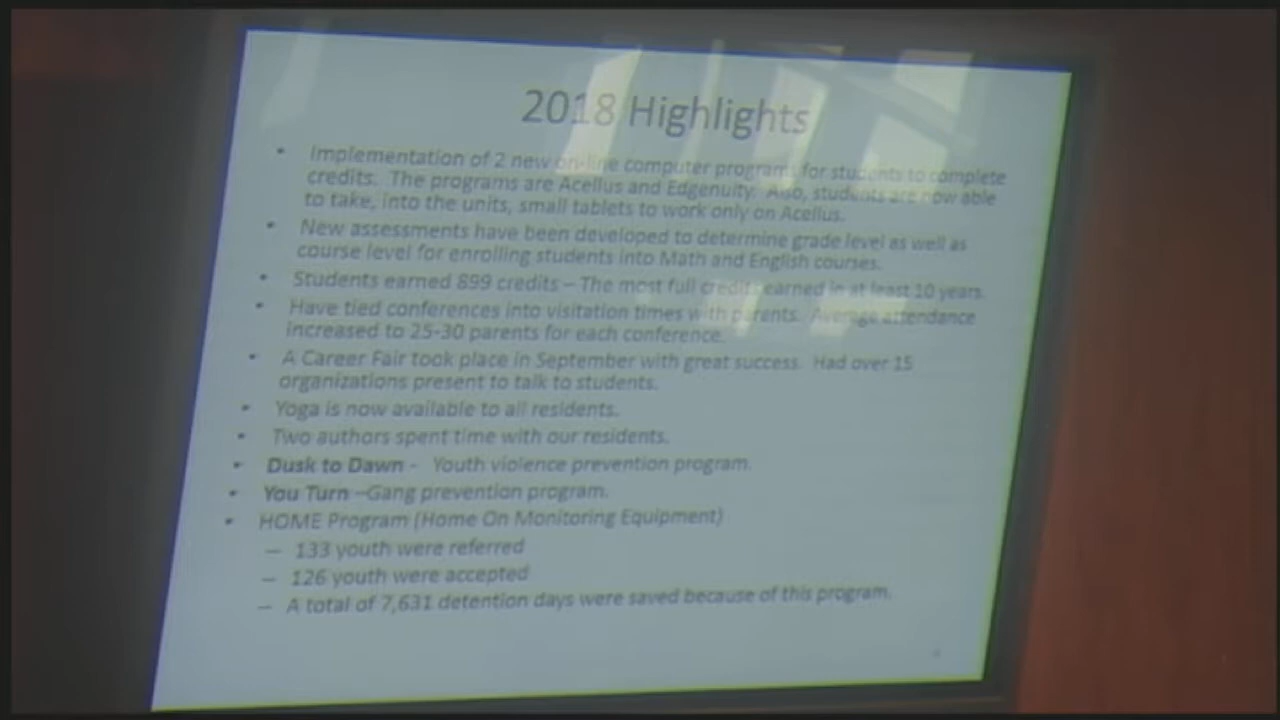 2018 Highlights
• Implementation of 2 new on-line computer programs for students to complete
credits. The programs are Acellus and Edgenuity. Also, students are now able
to take, into the units, small tablets to work only on Acellus.
• New assessments have been developed to determine grade level as well as
course level for enrolling students into Math and English courses.
• Students earned 899 credits – The most full credits earned in at least 10 years.
• Have tied conferences into visitation times with parents. Average attendance
increased to 25-30 parents for each conference.
• A Career Fair took place in September with great success. Had over 15
organizations present to talk to students.
• Yoga is now available to all residents.
• Two authors spent time with our residents.
• Dusk to Dawn - Youth violence prevention program.
• You Turn –Gang prevention program.
• HOME Program (Home On Monitoring Equipment)
– 133 youth were referred
– 126 youth were accepted
– A total of 7,631 detention days were saved because of this program.